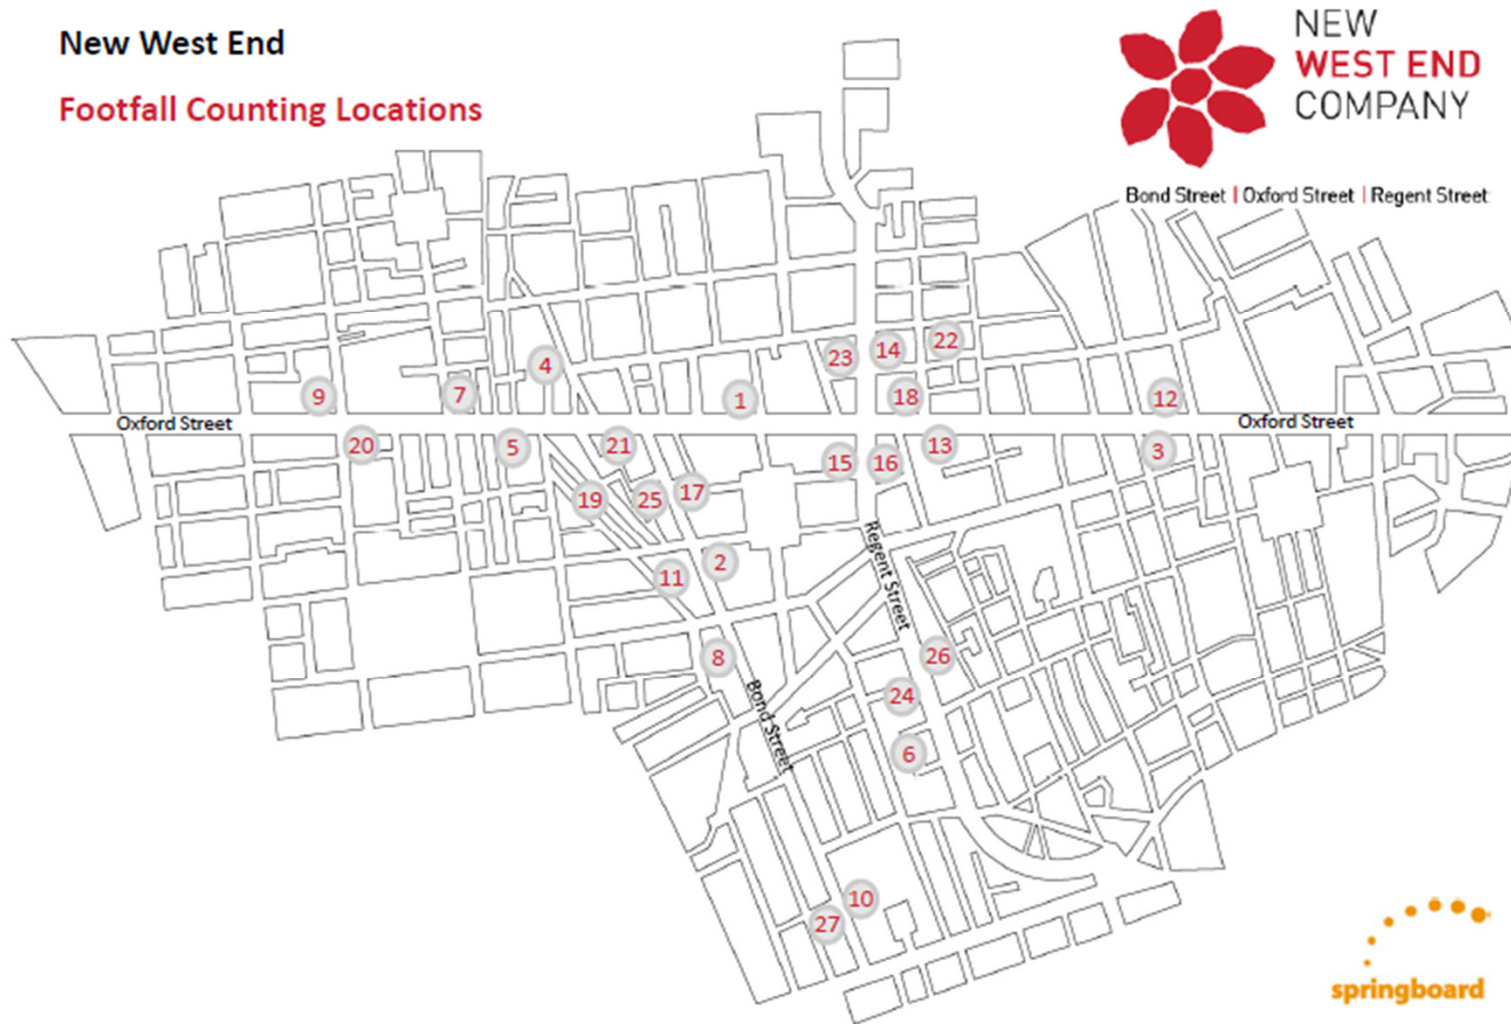 New West End
Footfall Counting Locations
NEW
WEST END
COMPANY
Bond Street | Oxford Street | Regent Street
22
14
23
4
9
7
1
18
12
Oxford Street
Oxford Street
20
5
21
15
16
13
3
19
25
17
Regent Street
2
11
8
26
24
Bond Street
6
10
27
springboard